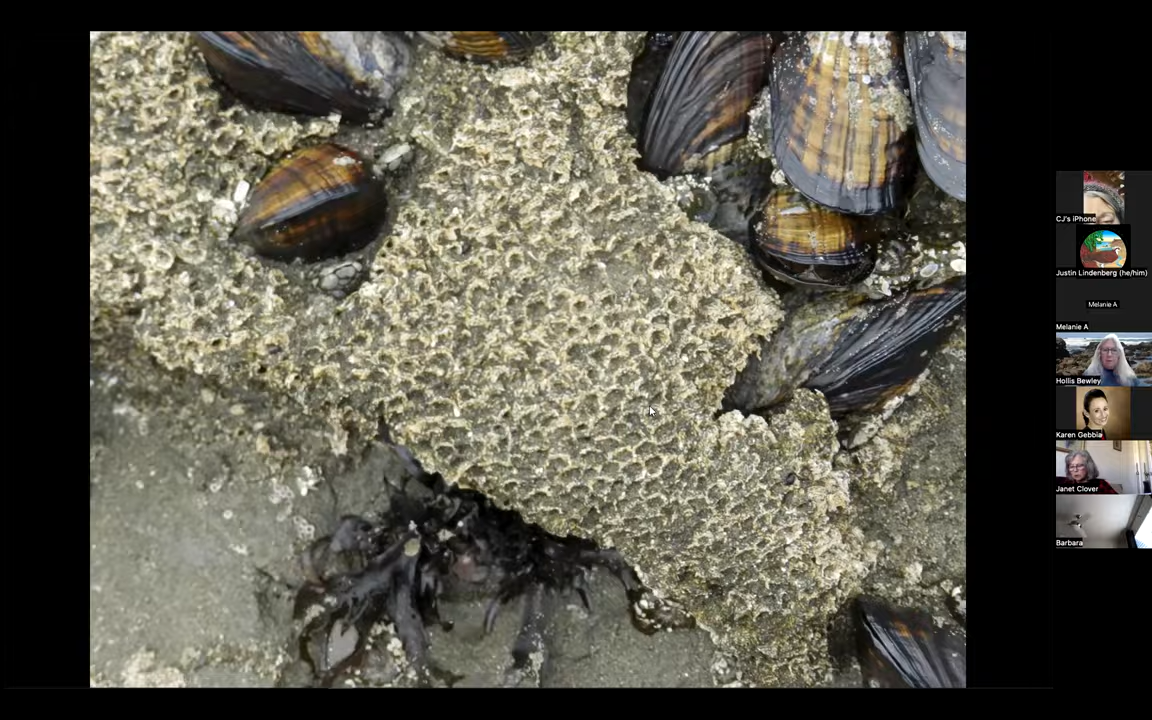 CJ's iPhone
Justin Lindenberg (he/him)
Melanie A
Melanie A
Hollis Bewley
Karen Gebbia
Janet Clover
Barbara